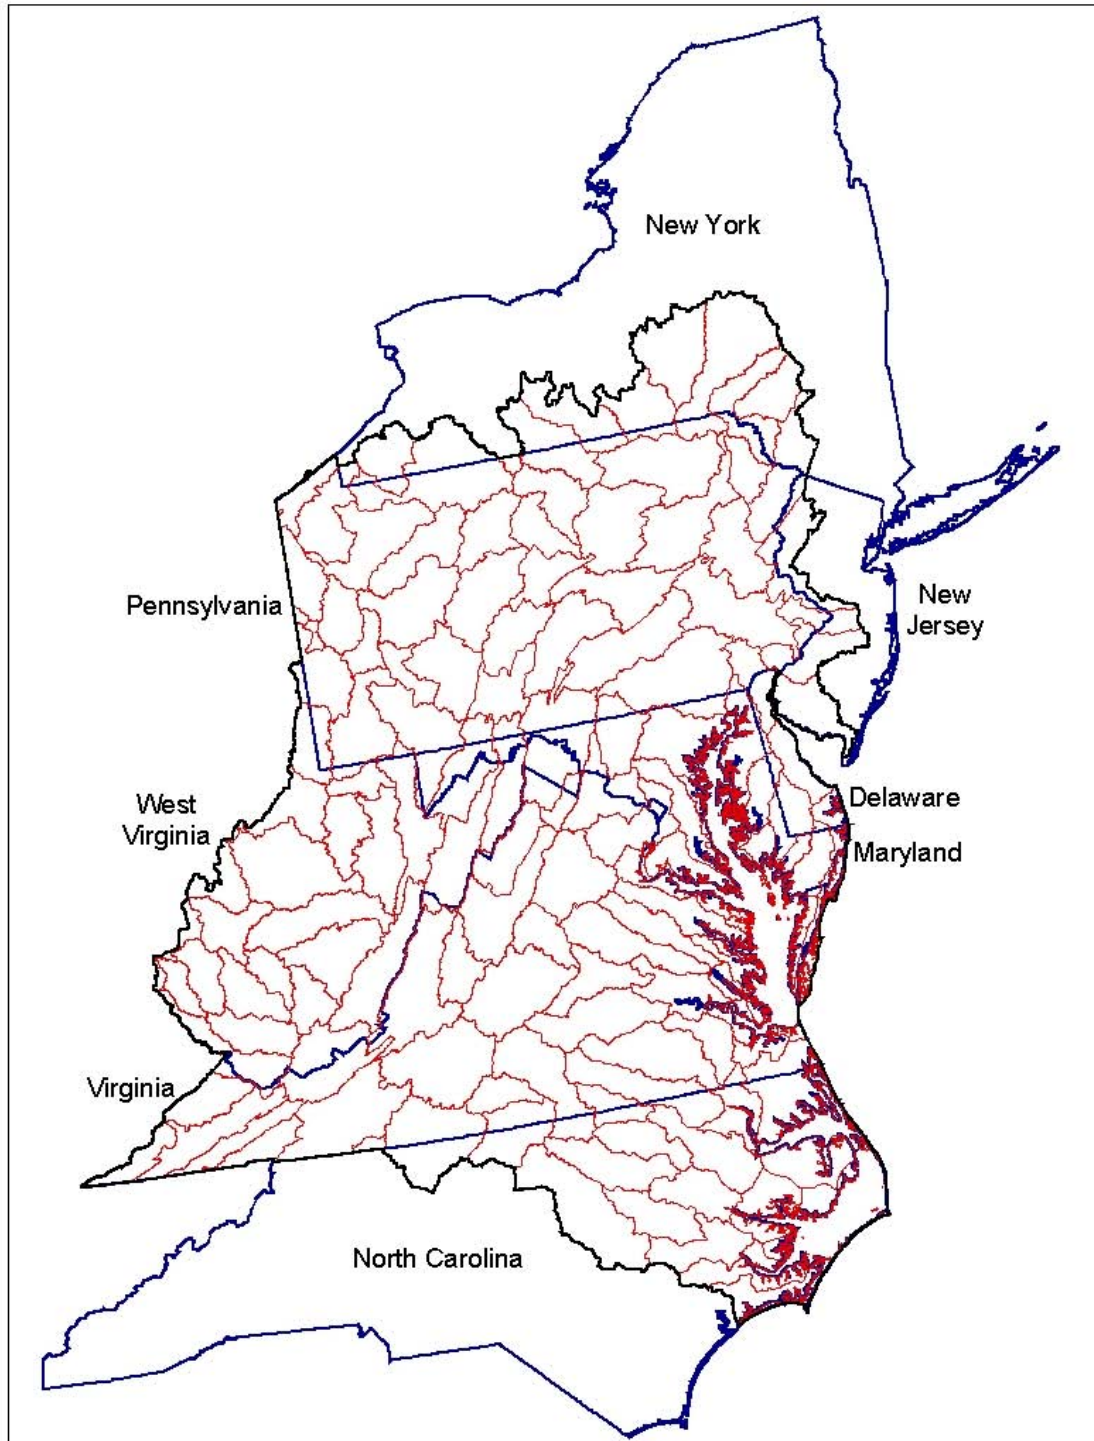 New York
Pennsylvania
New
Jersey
West
Virginia
Delaware
Maryland
Virginia
North Carolina